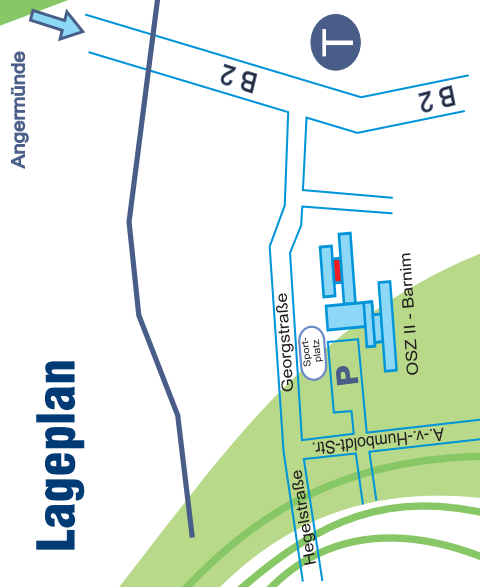 Lageplan
Angermünde
B 2
B 2
T
Georgstraße
Sport-
platz
P
OSZ II - Barnim
A.-v.-Humboldt-Str.
Hegelstraße